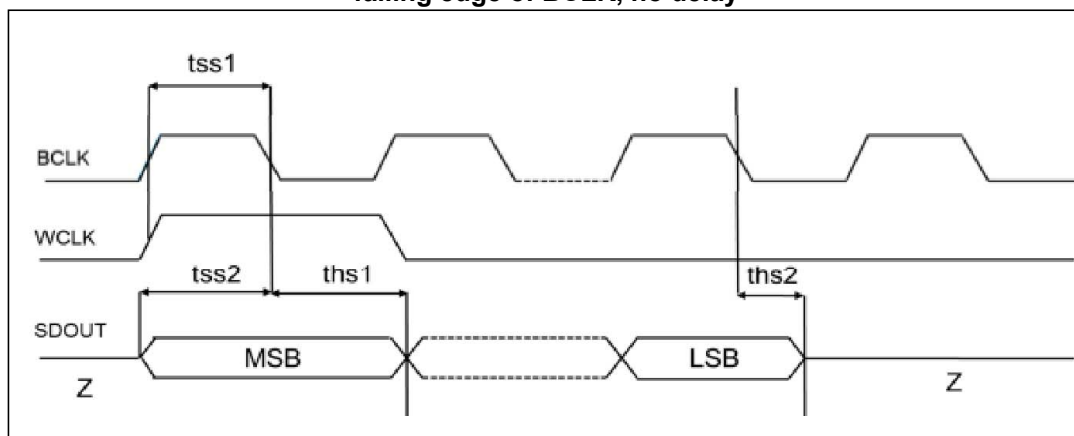 falling edge of BCLK, no delay
tss1
BCLK
WCLK
tss2 ths1 ths2
SDOUT
MSB LSB
Z Z